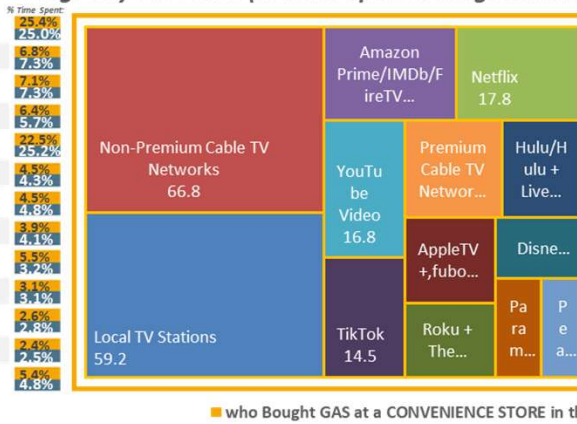 % Time Spent:
25.4%
25.0%
6.8%
7.3%
7.1%
7.3%
6.4%
5.7%
22.5%
25.2%
4.5%
4.3%
4.5%
4.8%
3.9%
4.1%
5.5%
3.2%
3.1%
3.1%
2.6%
2.8%
2.4%
2.5%
5.4%
4.8%
Non-Premium Cable TV
Networks
66.8
Local TV Stations
59.2
Amazon
Prime/IMDb/F
ireTV...
Netflix
17.8
YouTu
be
Video
16.8
Premium
Cable TV
Networ...
Hulu/H
ulu +
Live...
AppleTV
+,fubo...
Disne...
TikTok
14.5
Roku +
The...
Pa
ra
m...
P
e
a...
who Bought GAS at a CONVENIENCE STORE in th